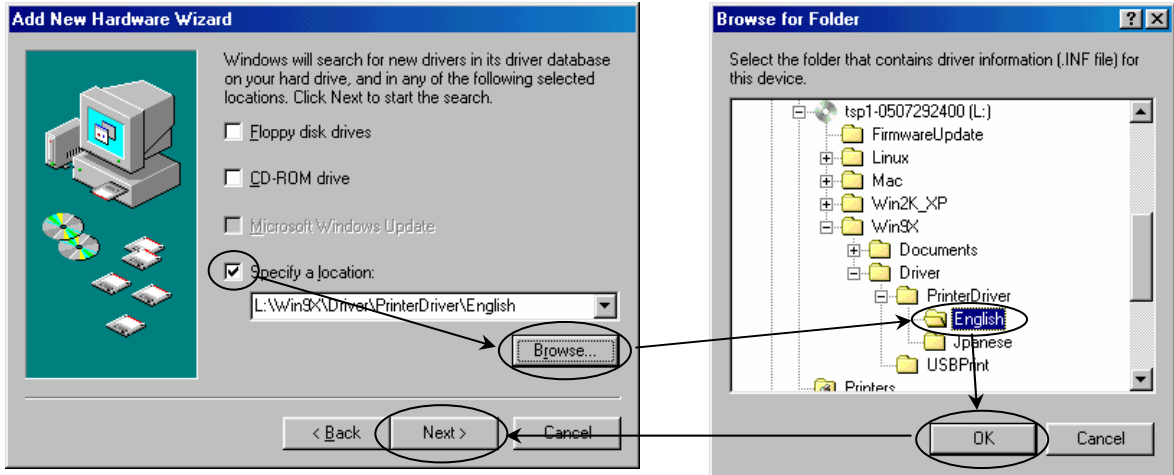 Add New Hardware Wizard
Windows will search for new drivers in its driver database
on your hard drive, and in any of the following selected
locations. Click Next to start the search.
Floppy disk drives
CD-ROM drive
Microsoft Windows Update
Specify a location:
L:\Win9X\Driver\PrinterDriver\English
Browse...
< Back
Next >
Cancel
Browse for Folder
Select the folder that contains driver information (.INF file) for
this device.
tsp1-0507292400 (L:)
FirmwareUpdate
Linux
Mac
Win2K_XP
Win9X
Documents
Driver
PrinterDriver
English
Jpanese
USBPrint
Printers
OK
Cancel